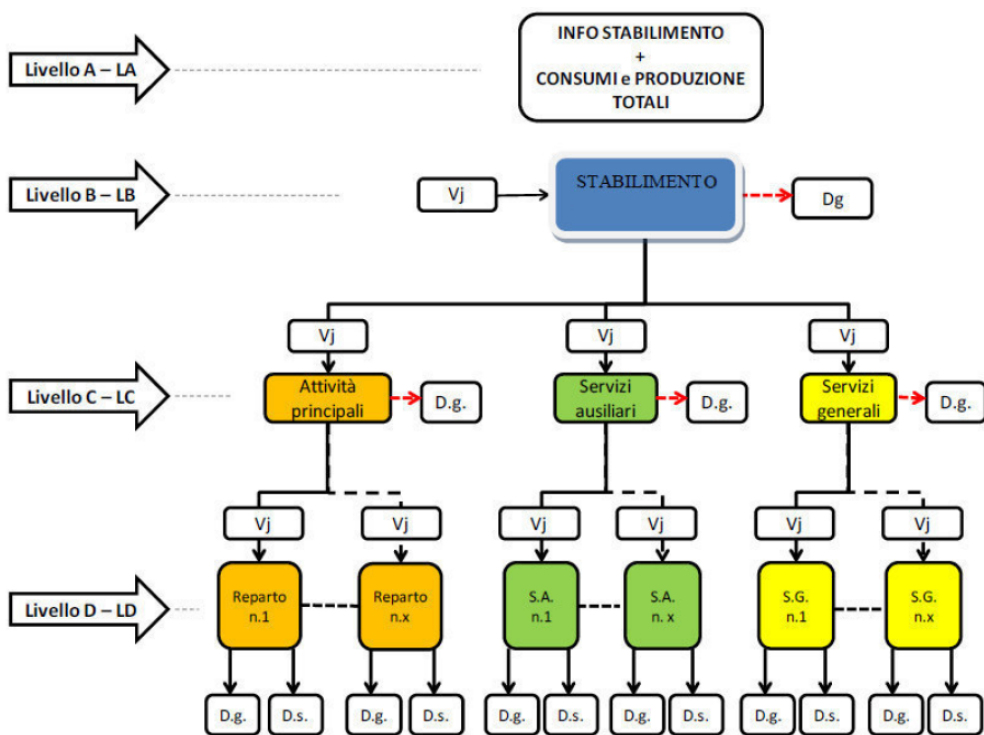 INFO STABILIMENTO
+
CONSUMI e PRODUZIONE
TOTALI
Livello A – LA
Livello B – LB
Vj
STABILIMENTO
Dg
Vj
Vj
Vj
Livello C – LC
Attività
principali
D.g.
Servizi
ausiliari
D.g.
Servizi
generali
D.g.
Vj
Vj
Vj
Vj
Vj
Vj
Livello D – LD
Reparto
n.1
Reparto
n.x
S.A.
n.1
S.A.
n. x
S.G.
n.1
S.G.
n.x
D.g.
D.s.
D.g.
D.s.
D.g.
D.s.
D.g.
D.s.
D.g.
D.s.
D.g.
D.s.